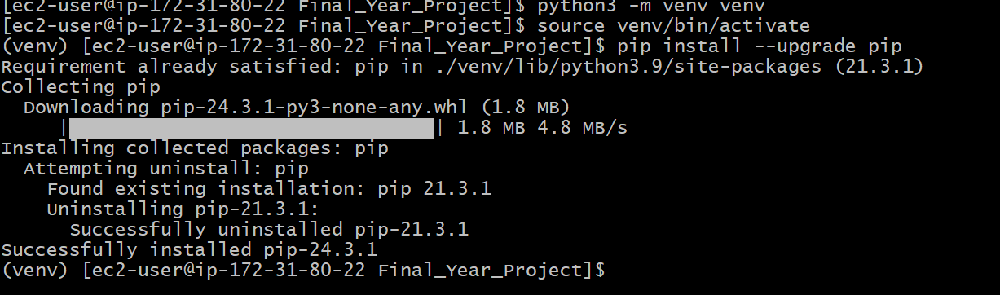 [ec2-user@ip-172-31-80-22 Final_Year_Project]$ python3 -m venv venv
[ec2-user@ip-172-31-80-22 Final_Year_Project]$ source venv/bin/activate
(venv) [ec2-user@ip-172-31-80-22 Final_Year_Project]$ pip install --upgrade pip
Requirement already satisfied: pip in ./venv/lib/python3.9/site-packages (21.3.1)
Collecting pip
  Downloading pip-24.3.1-py3-none-any.whl (1.8 MB)
     |████████████████████████████████| 1.8 MB 4.8 MB/s
Installing collected packages: pip
  Attempting uninstall: pip
    Found existing installation: pip 21.3.1
    Uninstalling pip-21.3.1:
      Successfully uninstalled pip-21.3.1
Successfully installed pip-24.3.1
(venv) [ec2-user@ip-172-31-80-22 Final_Year_Project]$